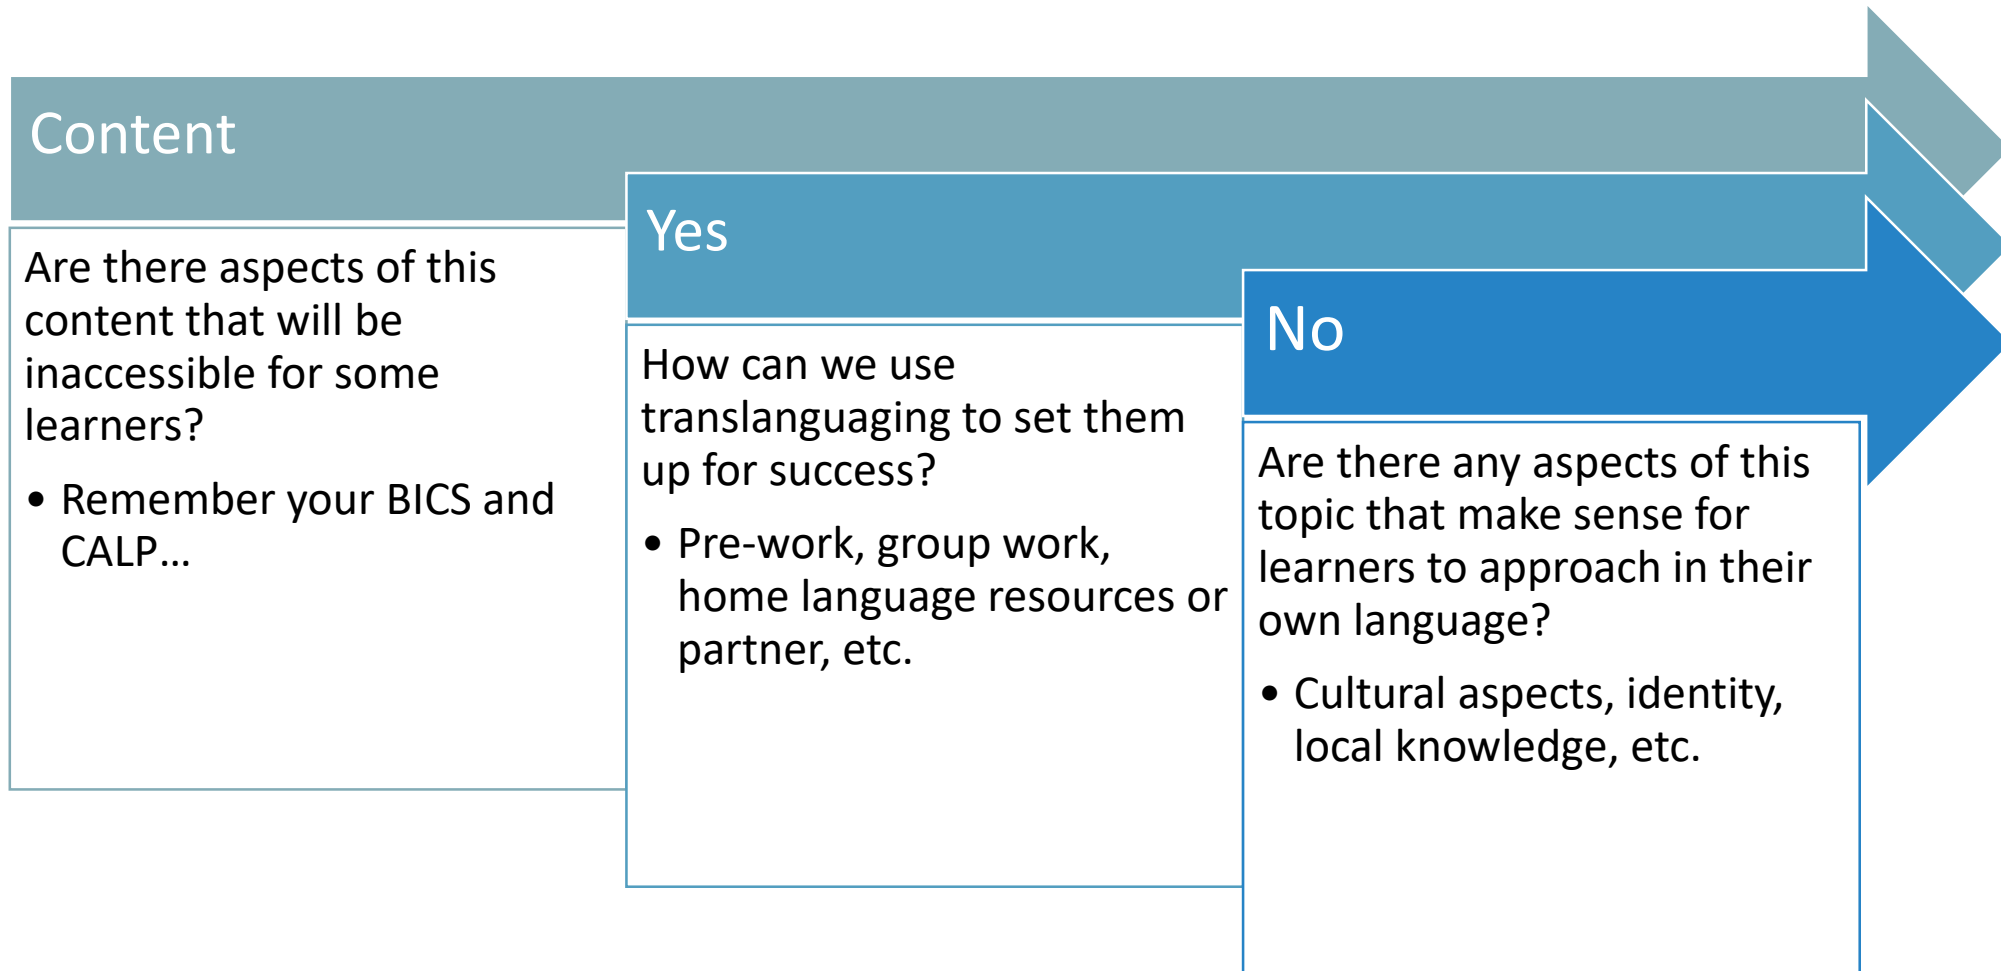 Content
Are there aspects of this
content that will be
inaccessible for some
learners?
• Remember your BICS and
CALP…
Yes
How can we use
translanguaging to set them
up for success?
• Pre-work, group work,
home language resources or
partner, etc.
No
Are there any aspects of this
topic that make sense for
learners to approach in their
own language?
• Cultural aspects, identity,
local knowledge, etc.